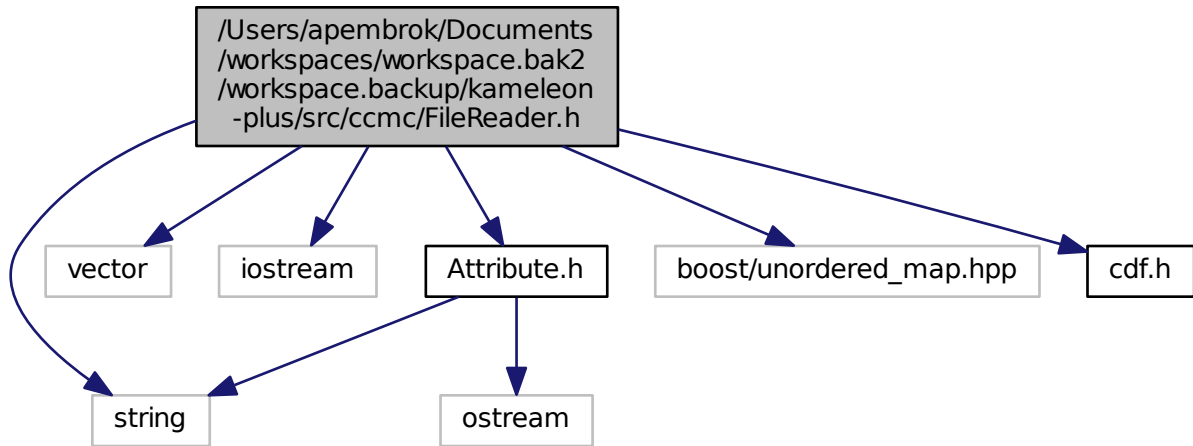 /Users/apembrok/Documents
/workspaces/workspace.bak2
/workspace.backup/kameleon
-plus/src/ccmc/FileReader.h
vector
iostream
Attribute.h
boost/unordered_map.hpp
cdf.h
string
ostream